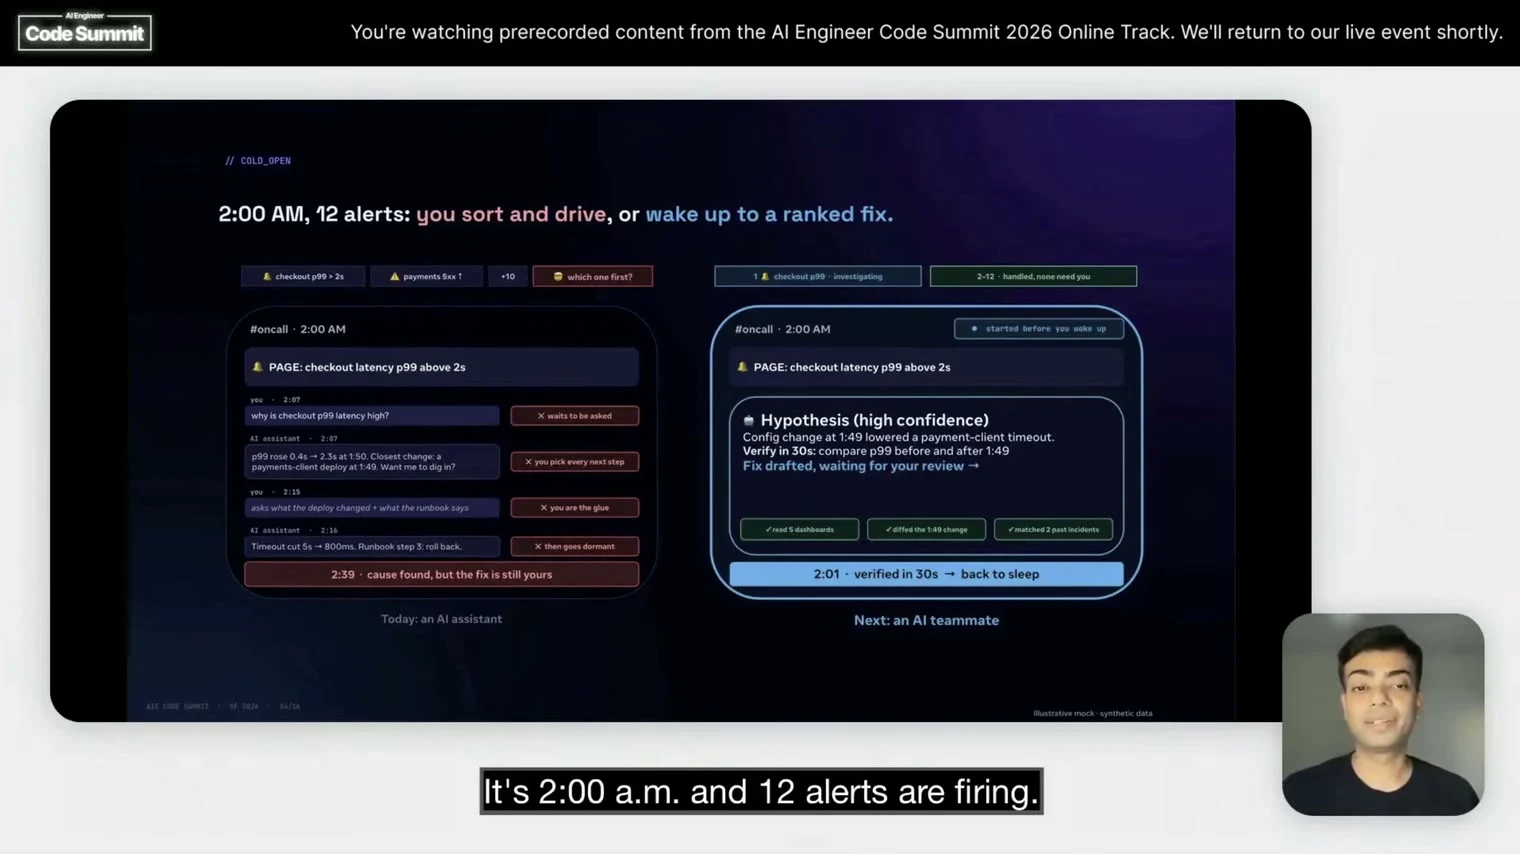 AI Engineer
Code Summit
You're watching prerecorded content from the AI Engineer Code Summit 2026 Online Track. We'll return to our live event shortly.
// COLD_OPEN
2:00 AM, 12 alerts: you sort and drive, or wake up to a ranked fix.
🔔 checkout p99 > 2s
⚠️ payments 5xx ↑
+10
which one first?
#oncall · 2:00 AM
🔔 PAGE: checkout latency p99 above 2s
you · 2:07
why is checkout p99 latency high?
✕ waits to be asked
AI assistant · 2:07
p99 rose 0.4s → 2.3s at 1:50. Closest change: a
payments-client deploy at 1:49. Want me to dig in?
✕ you pick every next step
you · 2:15
asks what the deploy changed + what the runbook says
✕ you are the glue
AI assistant · 2:16
Timeout cut 5s → 800ms. Runbook step 3: roll back.
✕ then goes dormant
2:39 · cause found, but the fix is still yours
Today: an AI assistant
1 🔔 checkout p99 · investigating
2–12 · handled, none need you
#oncall · 2:00 AM
● started before you woke up
🔔 PAGE: checkout latency p99 above 2s
🤖 Hypothesis (high confidence)
Config change at 1:49 lowered a payment-client timeout.
Verify in 30s: compare p99 before and after 1:49
Fix drafted, waiting for your review →
✓ read 5 dashboards
✓ diffed the 1:49 change
✓ matched 2 past incidents
2:01 · verified in 30s → back to sleep
Next: an AI teammate
AIE CODE SUMMIT · SF 2026 · 04/16
Illustrative mock · synthetic data
It's 2:00 a.m. and 12 alerts are firing.